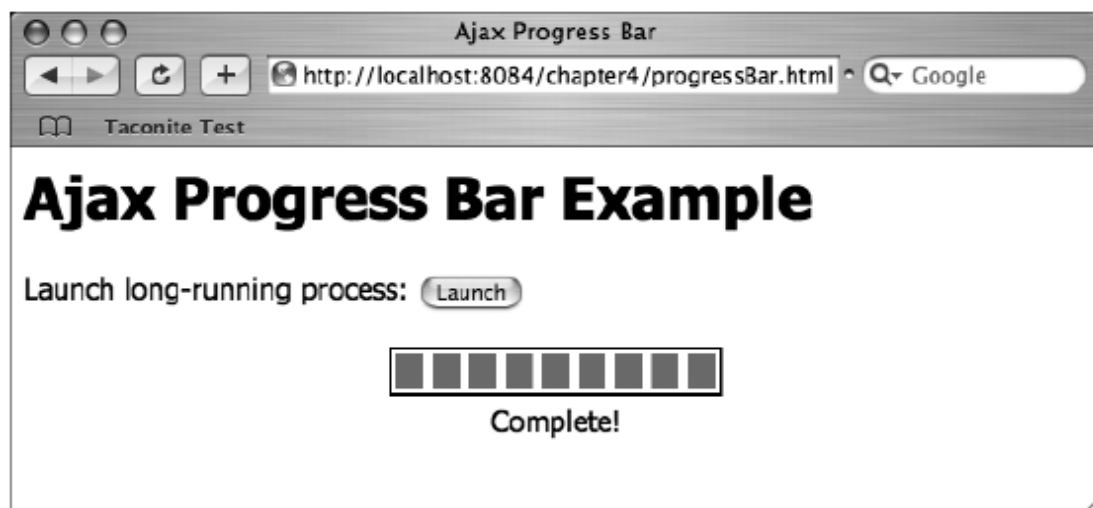 Ajax Progress Bar
http://localhost:8084/chapter4/progressBar.html
Google
Taconite Test
Ajax Progress Bar Example
Launch long-running process: Launch
Complete!